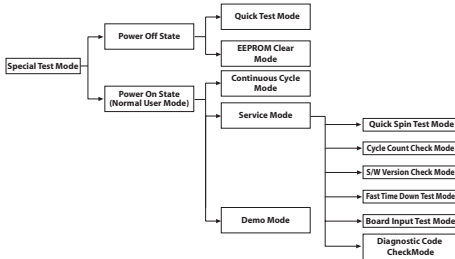 Special Test Mode
Power Off State
Quick Test Mode
EEPROM Clear
Mode
Power On State
(Normal User Mode)
Continuous Cycle
Mode
Service Mode
Quick Spin Test Mode
Cycle Count Check Mode
S/W Version Check Mode
Fast Time Down Test Mode
Board Input Test Mode
Diagnostic Code
CheckMode
Demo Mode